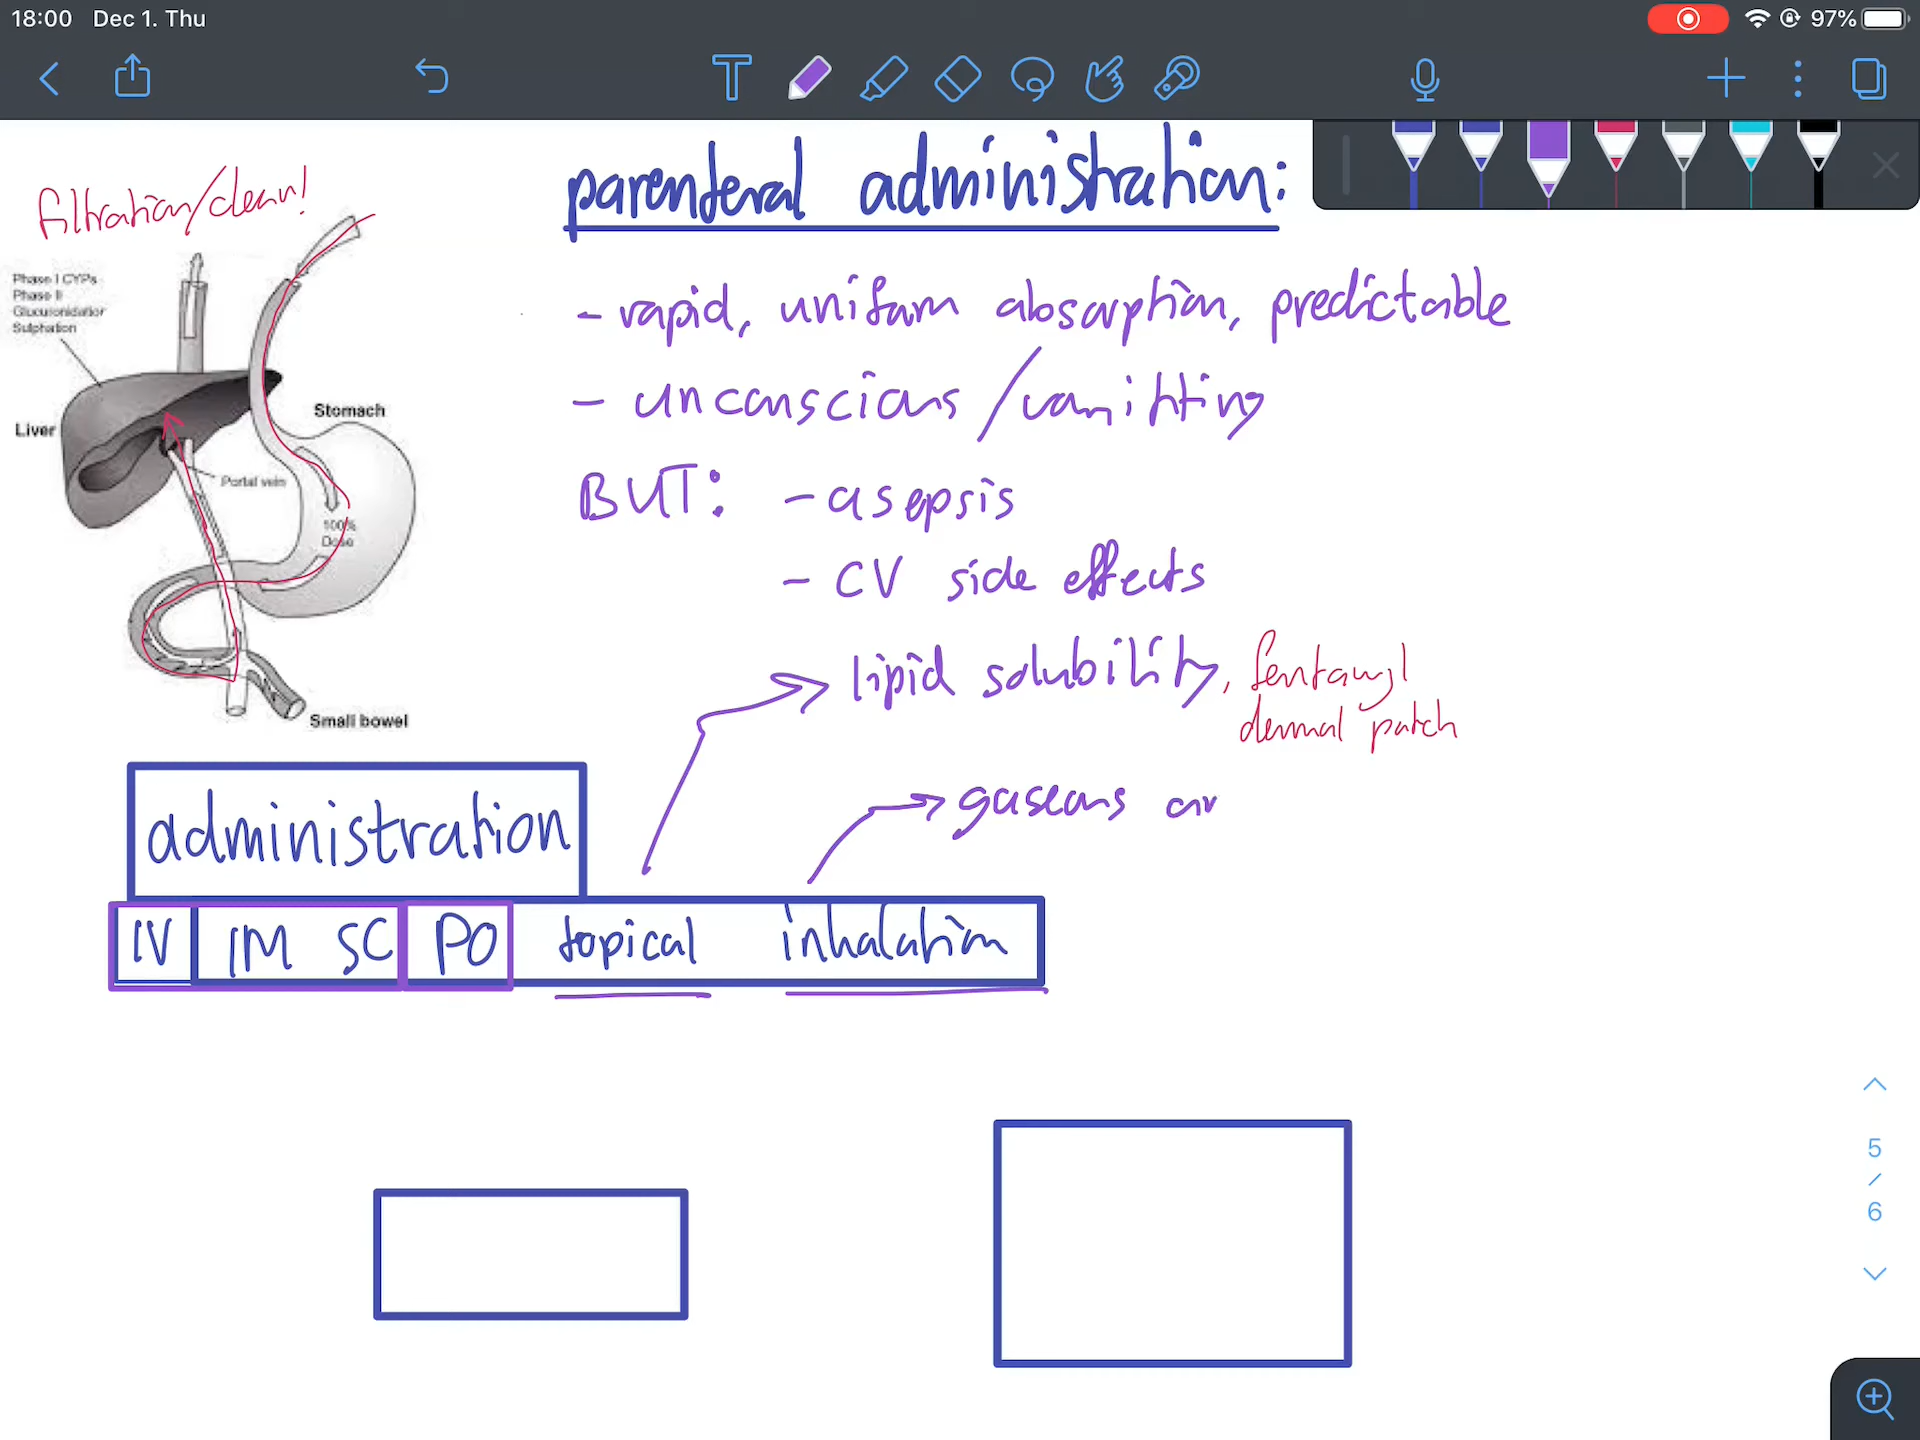 18:00 Dec 1. Thu
97%
filtration/clean!
parenteral administration:
Phase I CYPs
Phase II
Glucuronidation
Sulphation
- rapid, uniform absorption, predictable
- unconscious/vomitting
Liver
Stomach
Portal vein
100%
Dose
BUT: - asepsis
- CV side effects
lipid solubility, fentanyl
dermal patch
Small bowel
gaseous or
administration
IV IM SC PO topical inhalation
5
/
6